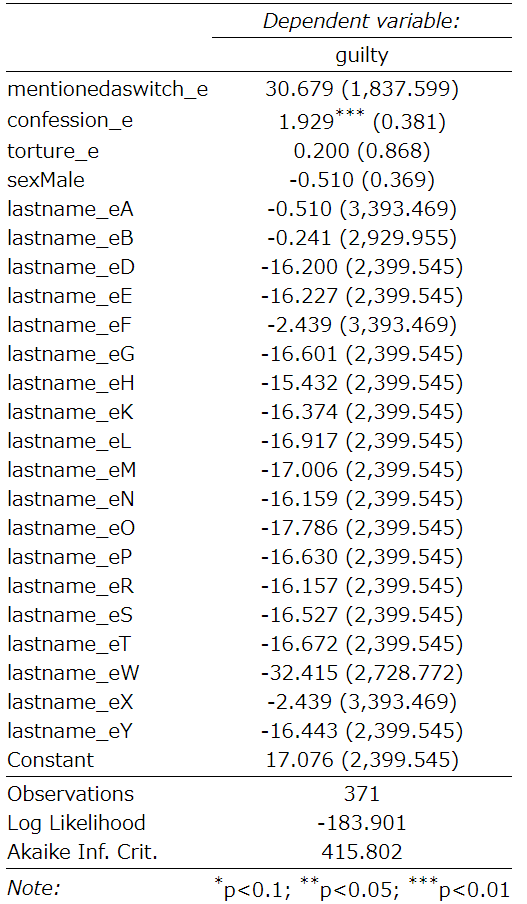 Dependent variable:
guilty
mentionedaswitch_e 30.679 (1,837.599)
confession_e 1.929*** (0.381)
torture_e 0.200 (0.868)
sexMale -0.510 (0.369)
lastname_eA -0.510 (3,393.469)
lastname_eB -0.241 (2,929.955)
lastname_eD -16.200 (2,399.545)
lastname_eE -16.227 (2,399.545)
lastname_eF -2.439 (3,393.469)
lastname_eG -16.601 (2,399.545)
lastname_eH -15.432 (2,399.545)
lastname_eK -16.374 (2,399.545)
lastname_eL -16.917 (2,399.545)
lastname_eM -17.006 (2,399.545)
lastname_eN -16.159 (2,399.545)
lastname_eO -17.786 (2,399.545)
lastname_eP -16.630 (2,399.545)
lastname_eR -16.157 (2,399.545)
lastname_eS -16.527 (2,399.545)
lastname_eT -16.672 (2,399.545)
lastname_eW -32.415 (2,728.772)
lastname_eX -2.439 (3,393.469)
lastname_eY -16.443 (2,399.545)
Constant 17.076 (2,399.545)
Observations 371
Log Likelihood -183.901
Akaike Inf. Crit. 415.802
Note: *p<0.1; **p<0.05; ***p<0.01